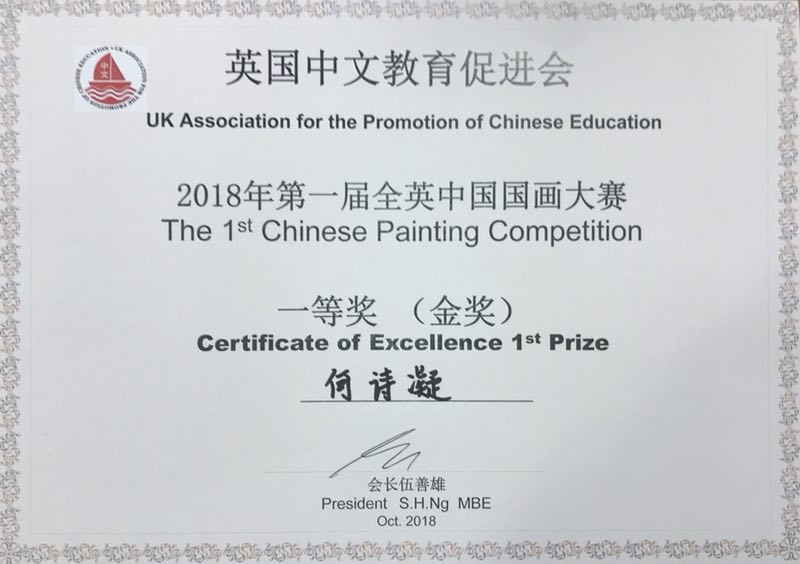 中文
UK ASSOCIATION FOR THE PROMOTION OF CHINESE EDUCATION
英国中文教育促进会
UK Association for the Promotion of Chinese Education
2018年第一届全英中国国画大赛
The 1st Chinese Painting Competition
一等奖 （金奖）
Certificate of Excellence 1st Prize
何诗凝
会长伍善雄
President S.H.Ng MBE
Oct. 2018